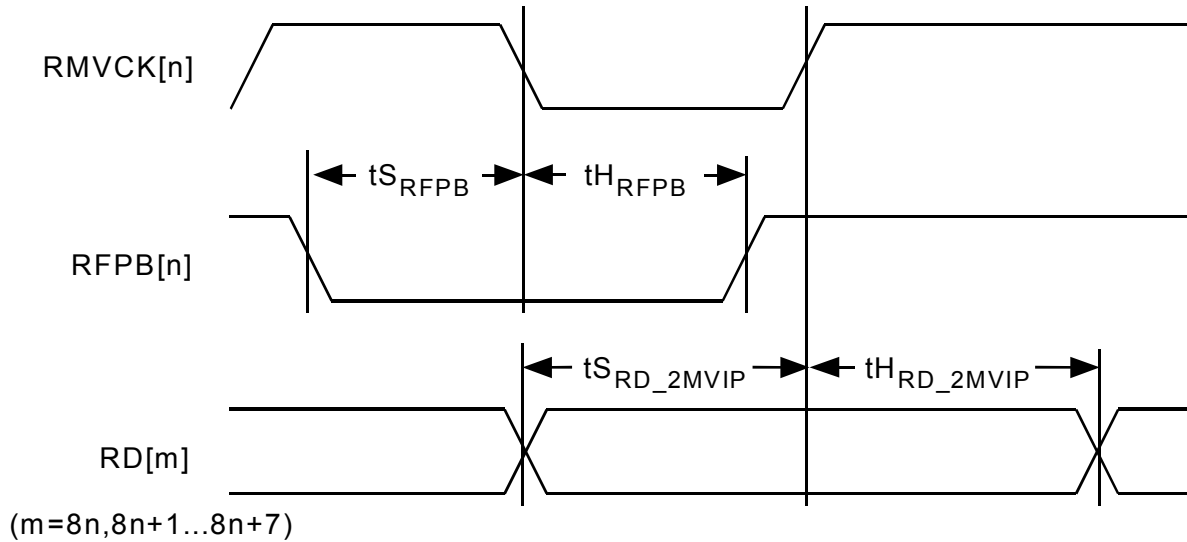 RMVCK[n]
tS_RFPB tH_RFPB
RFPB[n]
tS_RD_2MVIP tH_RD_2MVIP
RD[m]
(m=8n,8n+1...8n+7)